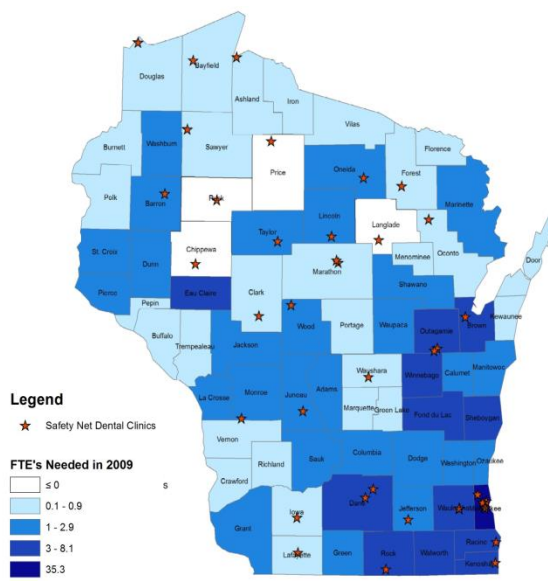 Douglas
Bayfield
Ashland
Iron
Vilas
Burnett
Washburn
Sawyer
Price
Oneida
Forest
Florence
Polk
Barron
Rusk
Lincoln
Langlade
Marinette
Taylor
Chippewa
St. Croix
Dunn
Marathon
Menominee
Oconto
Door
Pierce
Pepin
Eau Claire
Clark
Shawano
Buffalo
Trempealeau
Jackson
Wood
Portage
Waupaca
Outagamie
Brown
Kewaunee
La Crosse
Monroe
Juneau
Adams
Waushara
Winnebago
Calumet
Manitowoc
Marquette
Green Lake
Fond du Lac
Sheboygan
Vernon
Richland
Sauk
Columbia
Dodge
Washington
Ozaukee
Crawford
Grant
Iowa
Dane
Jefferson
Lafayette
Green
Rock
Walworth
Racine
Kenosha
Legend
Safety Net Dental Clinics
FTE's Needed in 2009
≤ 0
s
0.1 - 0.9
1 - 2.9
3 - 8.1
35.3